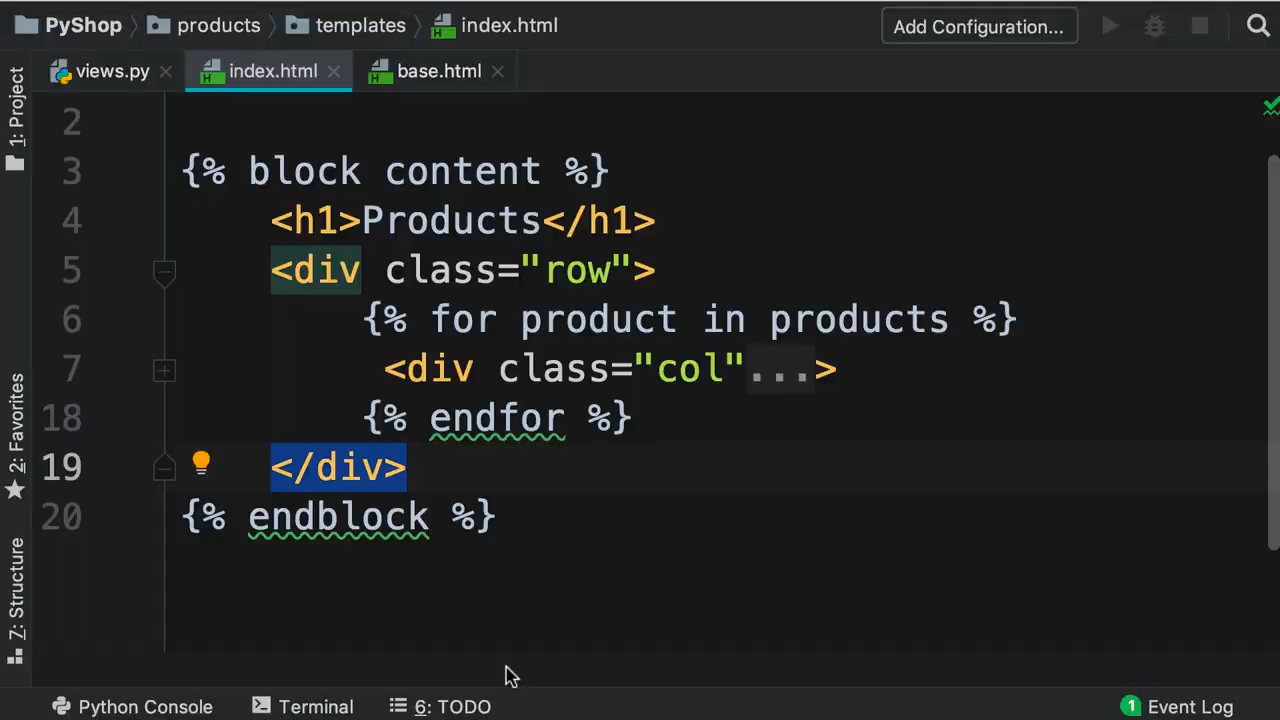 PyShop products templates index.html Add Configuration...
views.py index.html base.html
1: Project
2: Favorites
7: Structure
2
3 {% block content %}
4 <h1>Products</h1>
5 <div class="row">
6 {% for product in products %}
7 <div class="col"...>
18 {% endfor %}
19 </div>
20 {% endblock %}
Python Console Terminal 6: TODO 1 Event Log